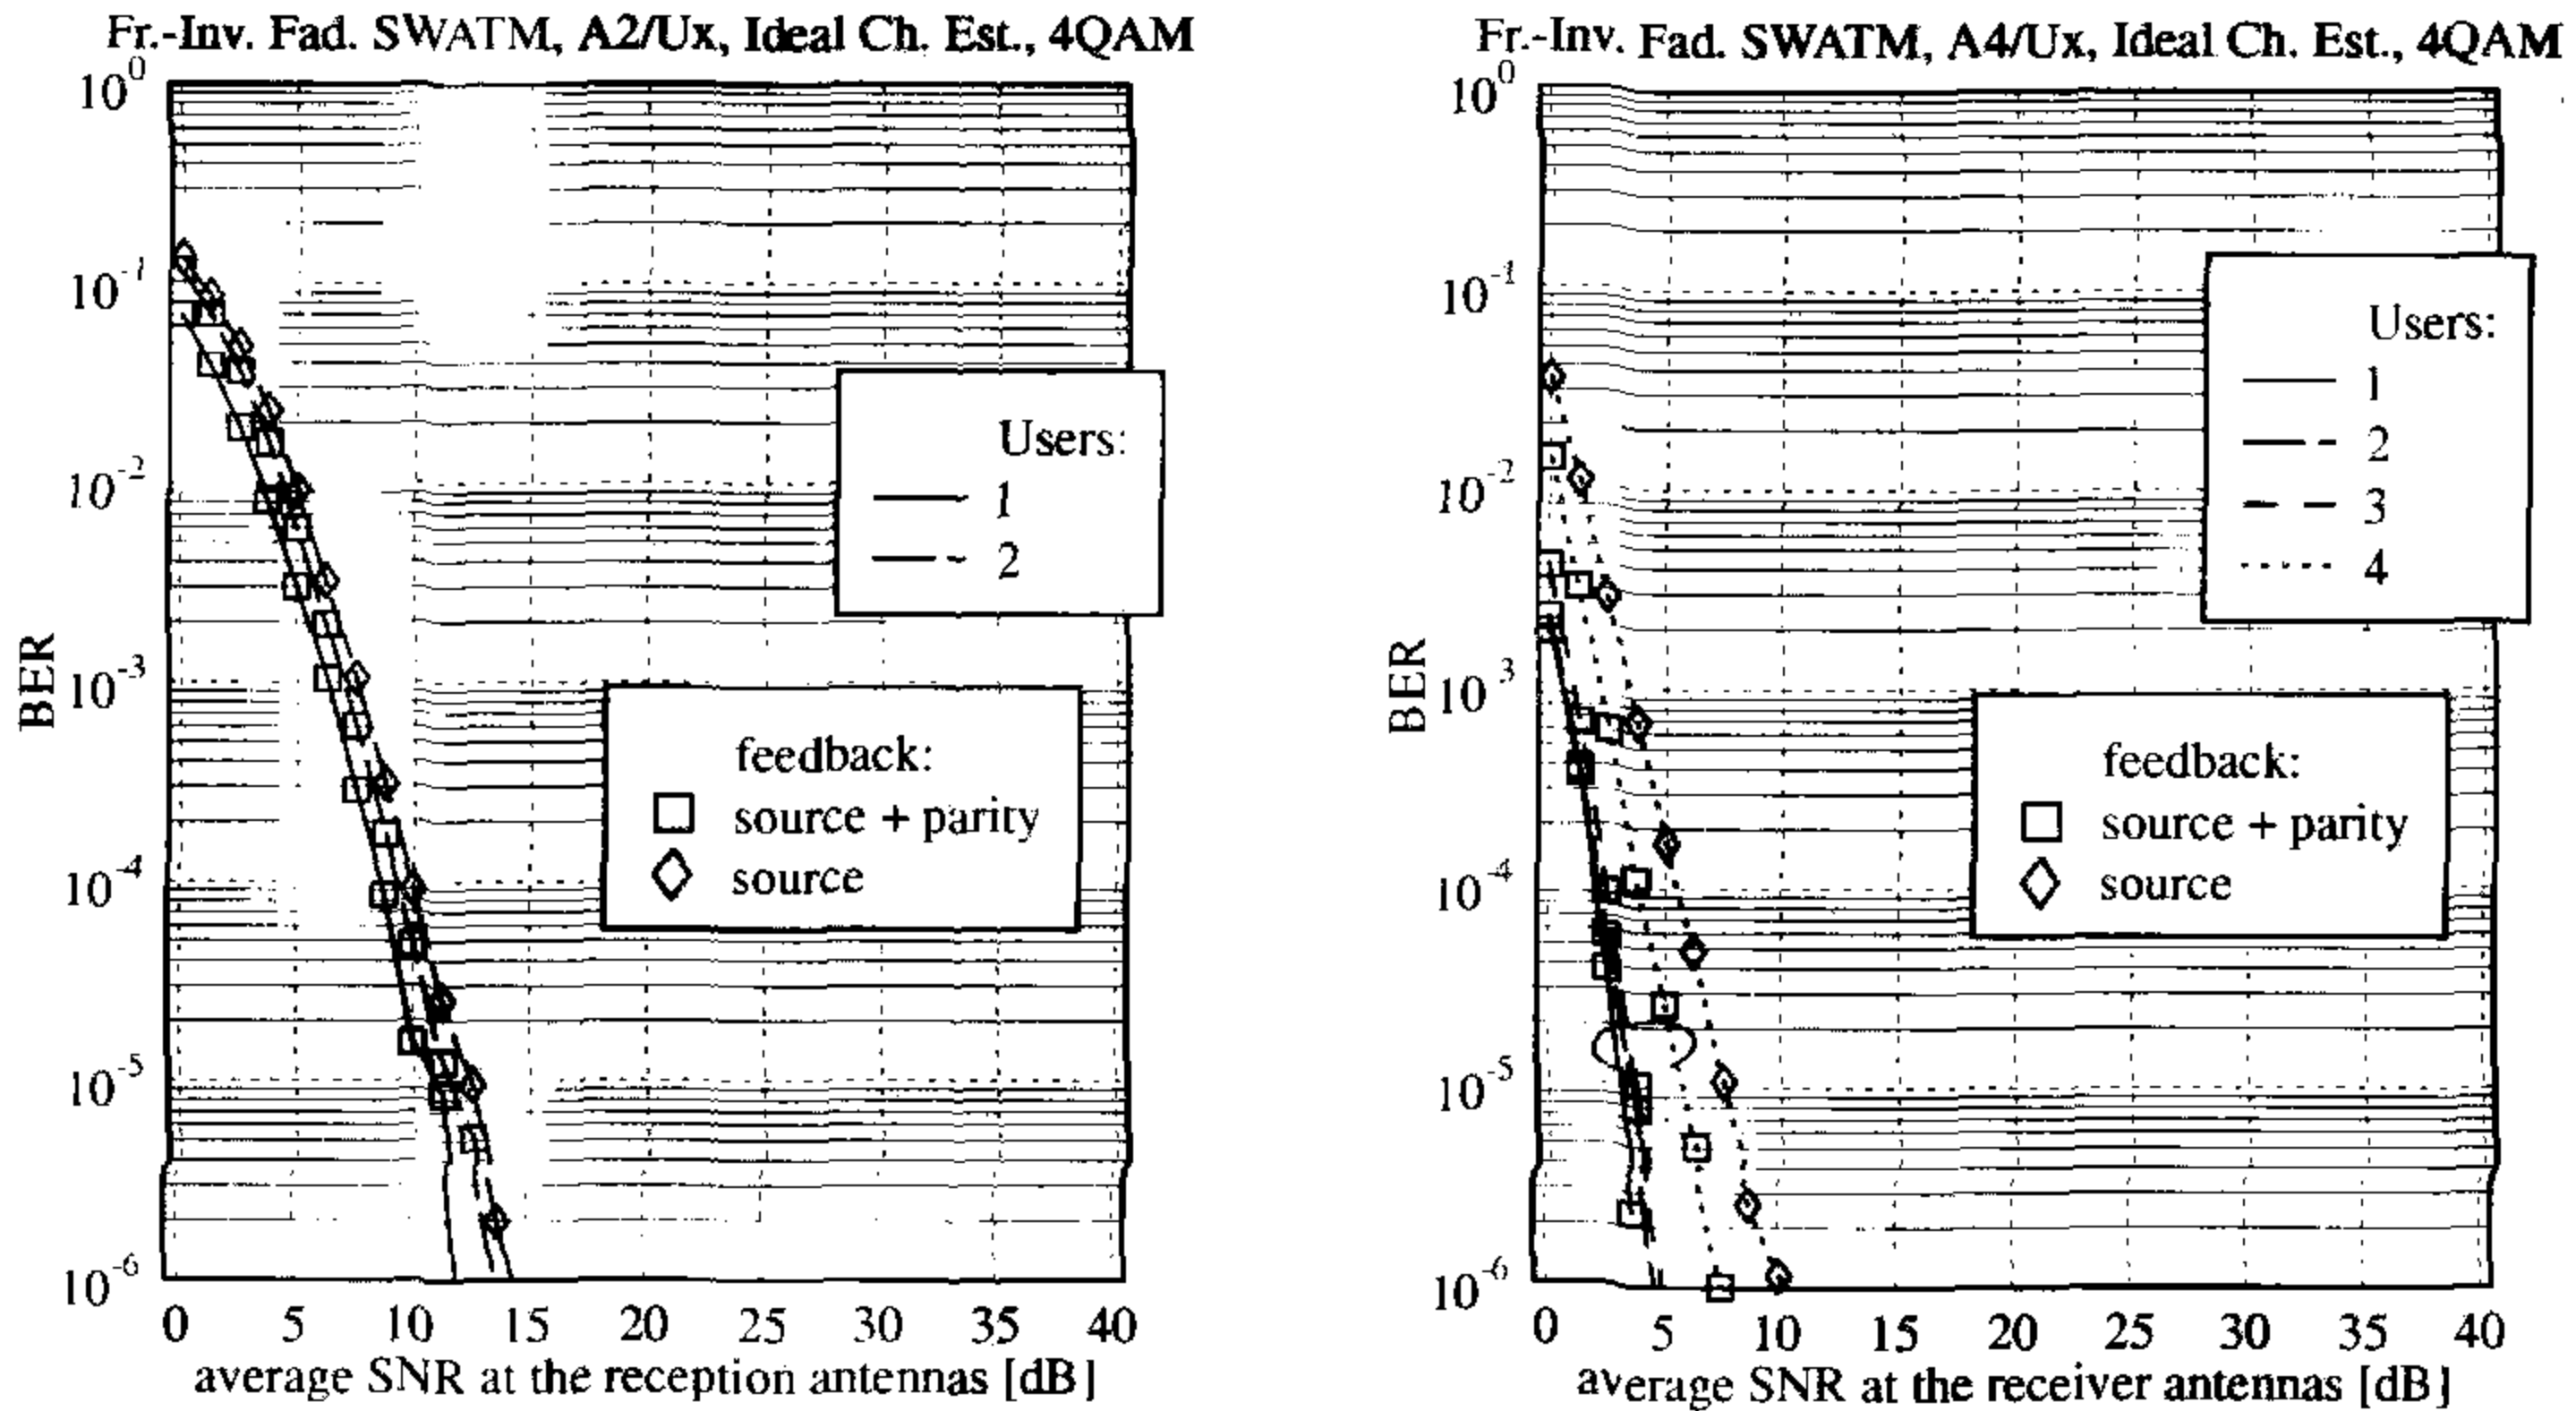 Fr.-Inv. Fad. SWATM, A2/Ux, Ideal Ch. Est., 4QAM
10^0
10^-1
10^-2
10^-3
10^-4
10^-5
10^-6
BER
Users:
1
2
feedback:
source + parity
source
0 5 10 15 20 25 30 35 40
average SNR at the reception antennas [dB]
Fr.-Inv. Fad. SWATM, A4/Ux, Ideal Ch. Est., 4QAM
10^0
10^-1
10^-2
10^3
10^-4
10^-5
10^-6
BER
Users:
1
2
3
4
feedback:
source + parity
source
0 5 10 15 20 25 30 35 40
average SNR at the receiver antennas [dB]